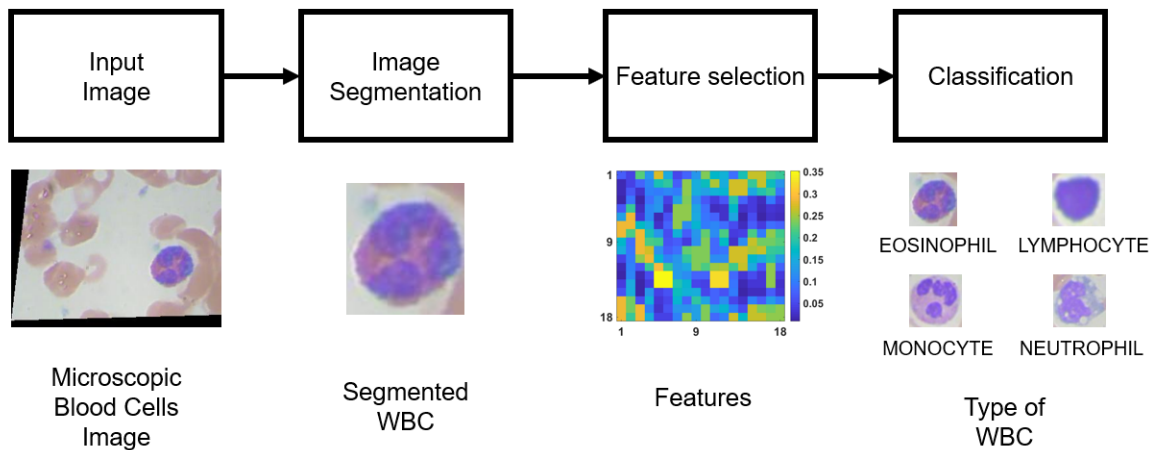 Input
Image
Image
Segmentation
Feature selection
Classification
1
9
18
1
9
18
0.35
0.3
0.25
0.2
0.15
0.1
0.05
EOSINOPHIL
LYMPHOCYTE
MONOCYTE
NEUTROPHIL
Microscopic
Blood Cells
Image
Segmented
WBC
Features
Type of
WBC